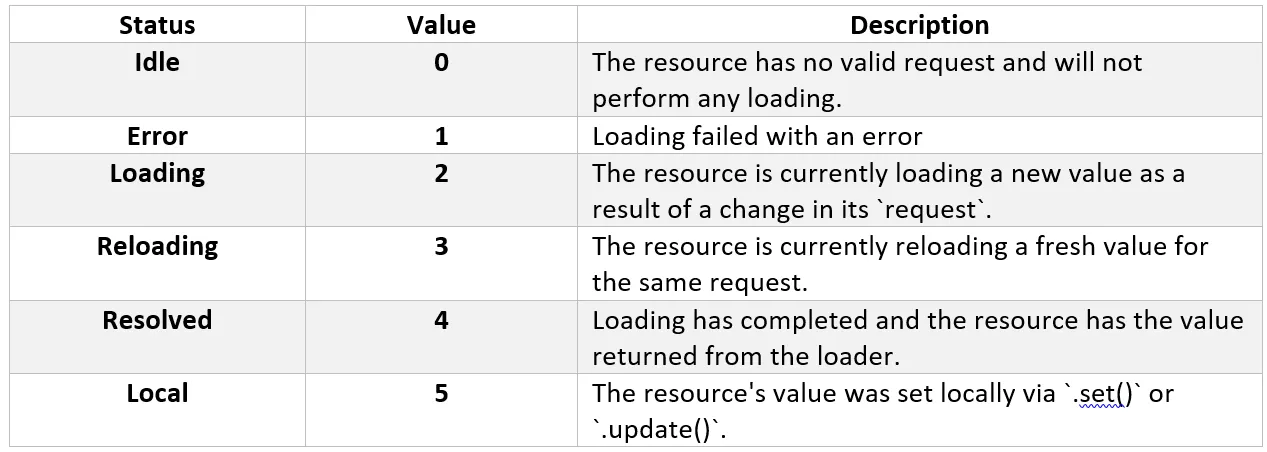 Status Value Description
Idle 0 The resource has no valid request and will not
perform any loading.
Error 1 Loading failed with an error
Loading 2 The resource is currently loading a new value as a
result of a change in its `request`.
Reloading 3 The resource is currently reloading a fresh value for
the same request.
Resolved 4 Loading has completed and the resource has the value
returned from the loader.
Local 5 The resource's value was set locally via `.set()` or
`.update()`.